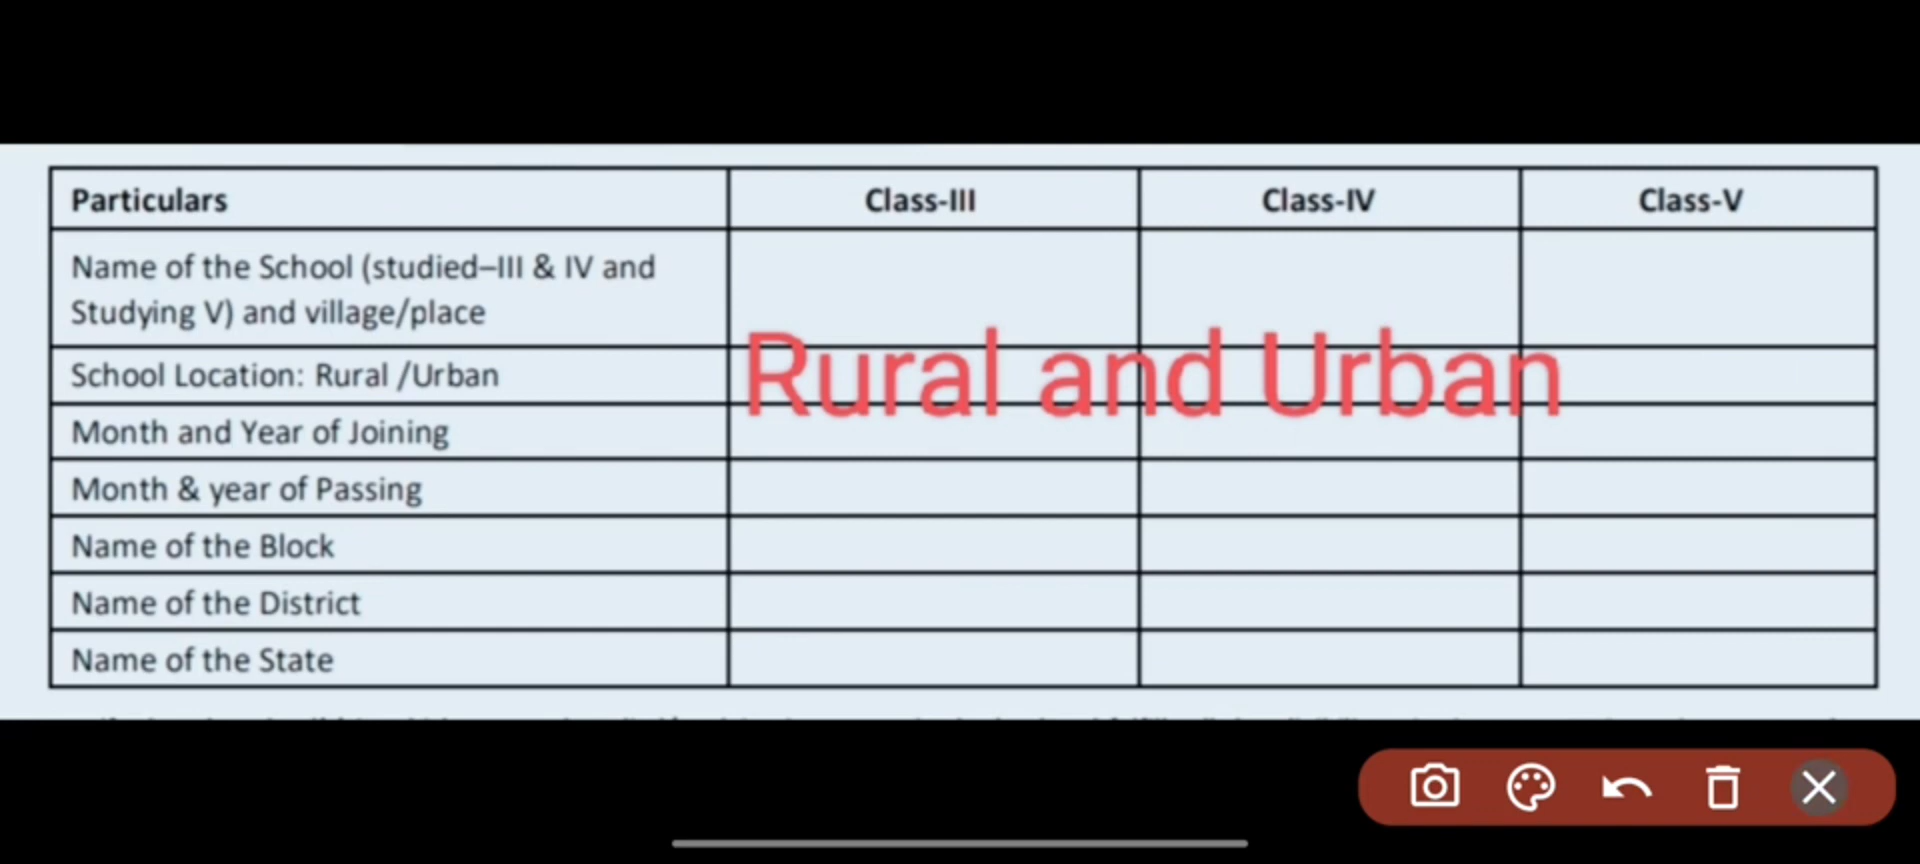 Particulars Class-III Class-IV Class-V
Name of the School (studied–III & IV and
Studying V) and village/place
School Location: Rural /Urban
Rural and Urban
Month and Year of Joining
Month & year of Passing
Name of the Block
Name of the District
Name of the State